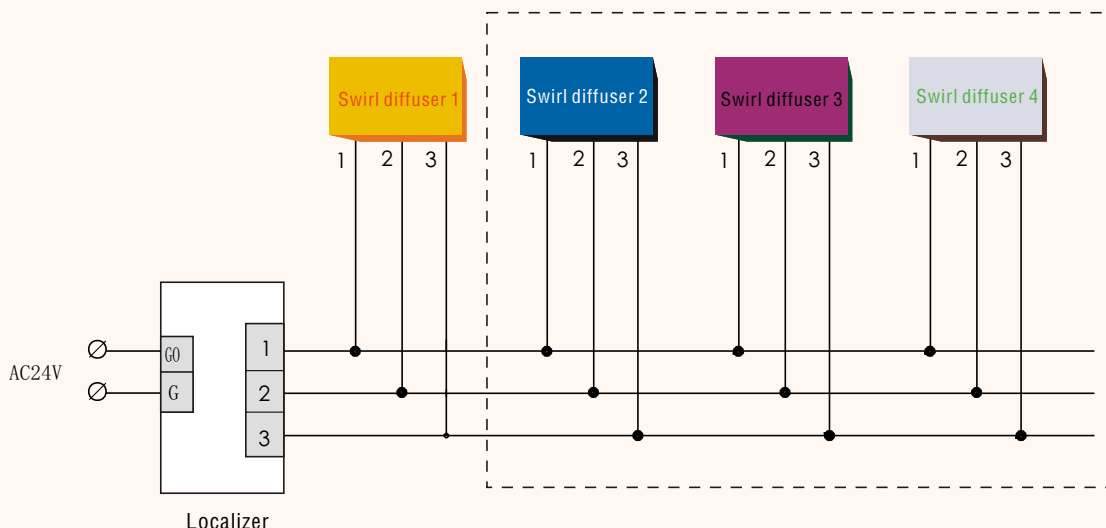 Swirl diffuser 1
Swirl diffuser 2
Swirl diffuser 3
Swirl diffuser 4
1 2 3
1 2 3
1 2 3
1 2 3
AC24V
G0
G
1
2
3
Localizer